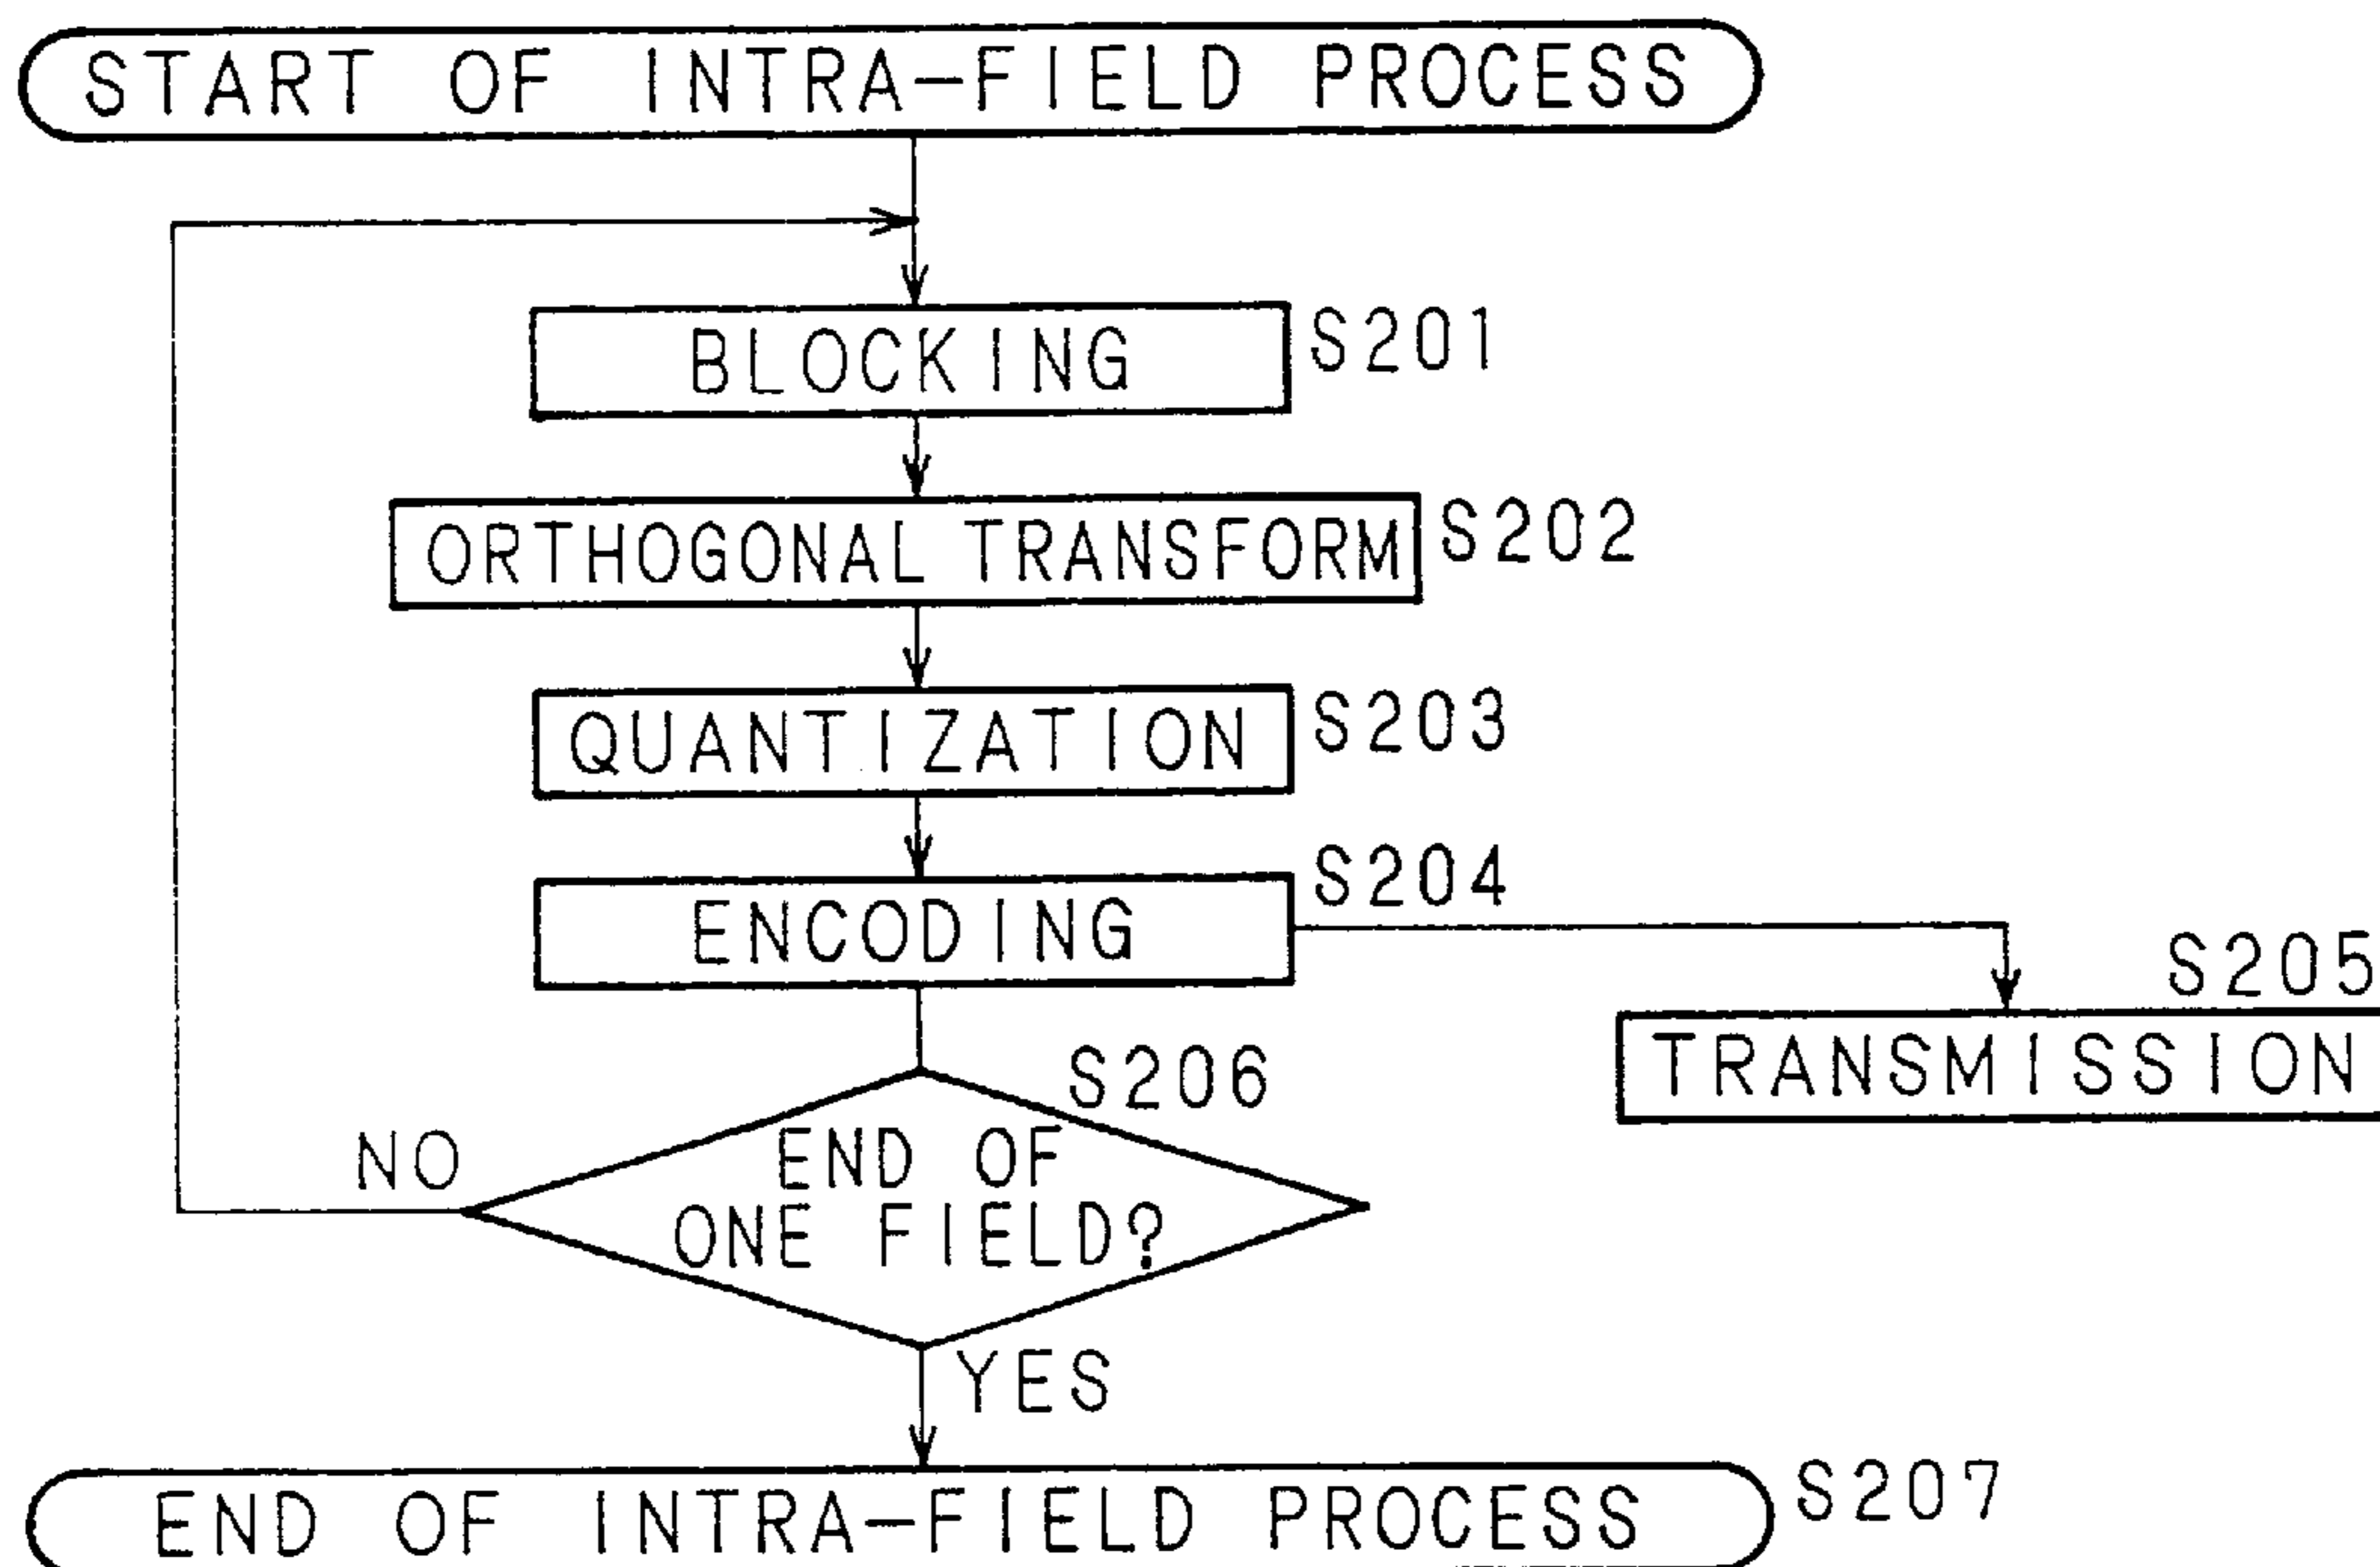 START OF INTRA-FIELD PROCESS
BLOCKING S201
ORTHOGONAL TRANSFORM S202
QUANTIZATION S203
S204
ENCODING
S205
TRANSMISSION
S206
NO
END OF
ONE FIELD?
YES
END OF INTRA-FIELD PROCESS S207